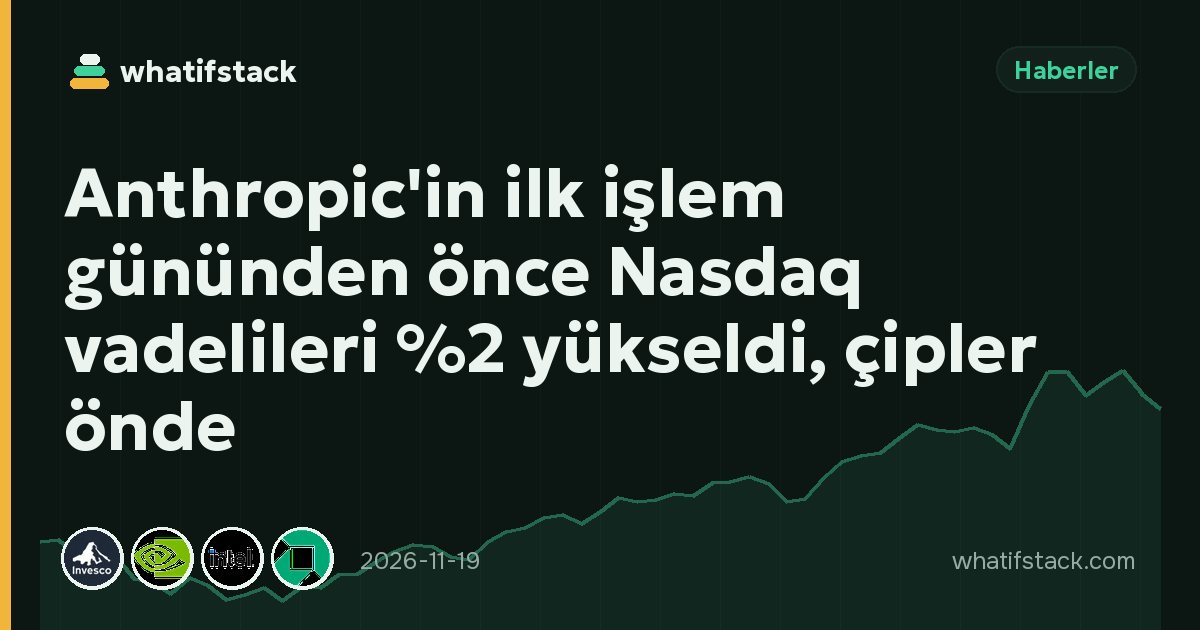 whatifstack
Haberler
Anthropic'in ilk işlem
gününden önce Nasdaq
vadelileri %2 yükseldi, çipler
önde
Invesco
intel
2026-11-19
whatifstack.com